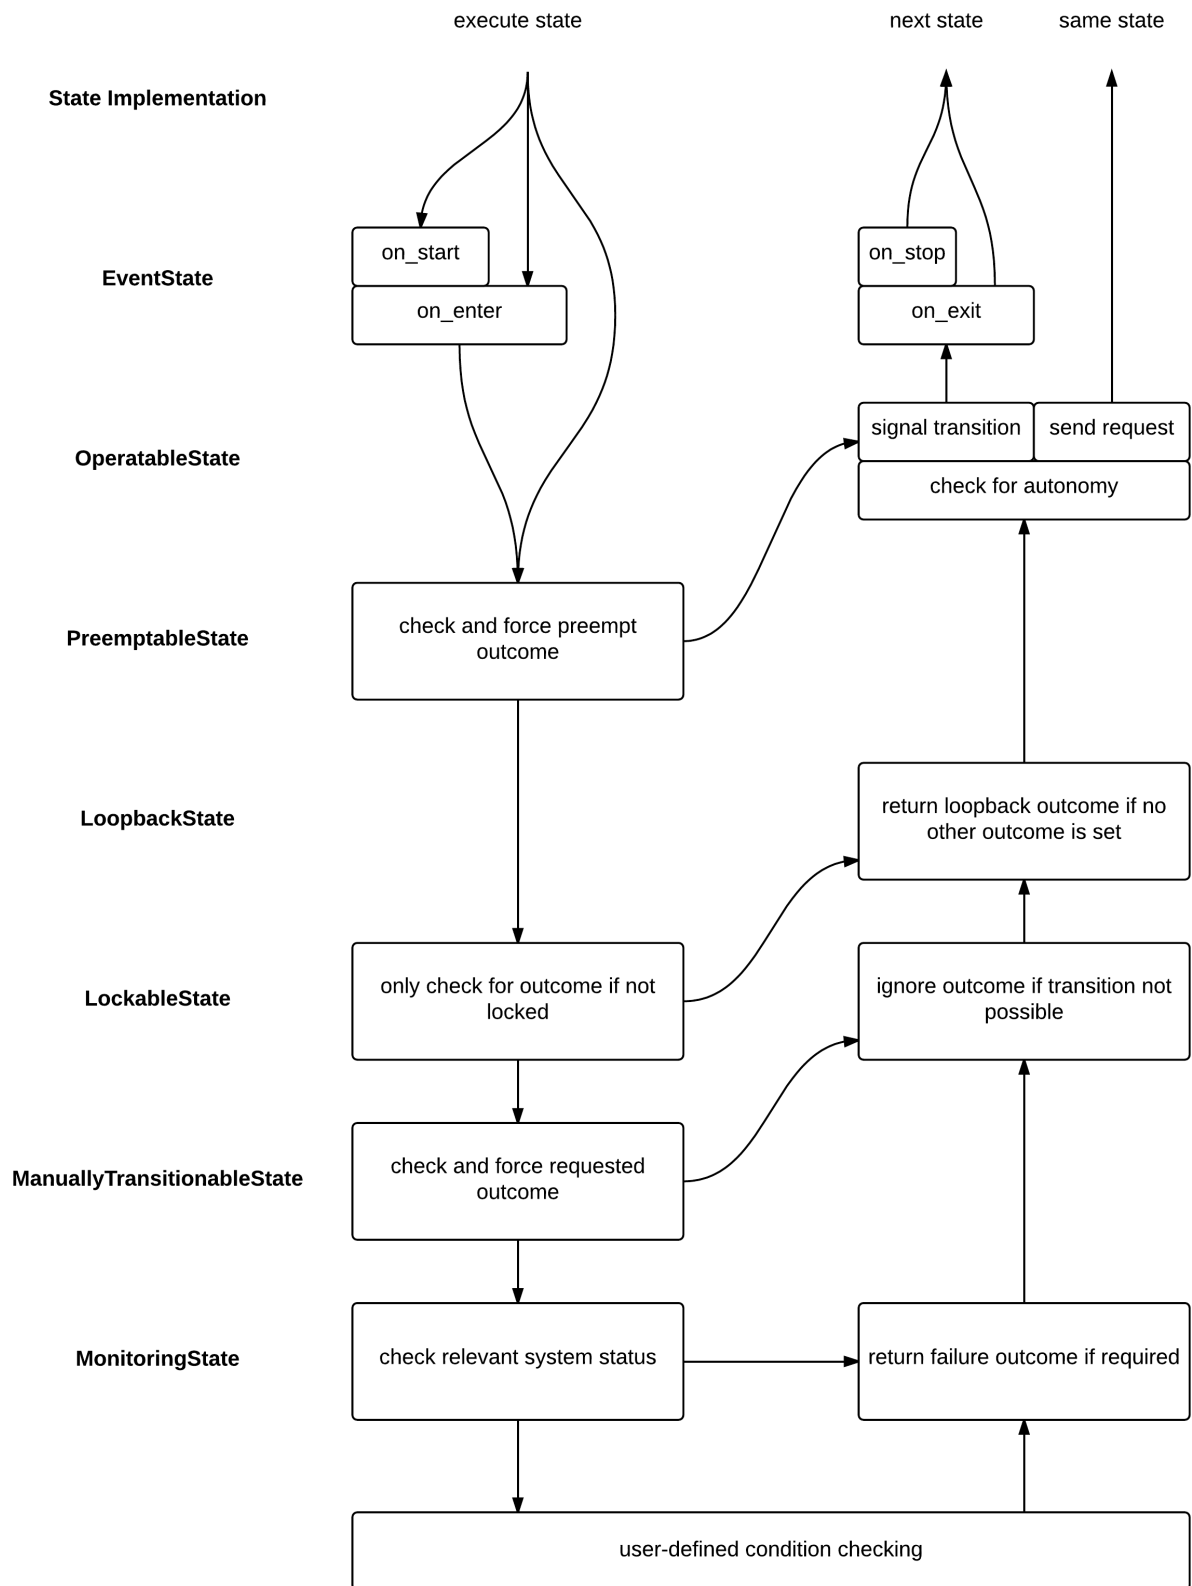 execute state
next state
same state
State Implementation
EventState
on_start
on_enter
on_stop
on_exit
OperatableState
signal transition
send request
check for autonomy
PreemptableState
check and force preempt
outcome
LoopbackState
return loopback outcome if no
other outcome is set
LockableState
only check for outcome if not
locked
ignore outcome if transition not
possible
ManuallyTransitionableState
check and force requested
outcome
MonitoringState
check relevant system status
return failure outcome if required
user-defined condition checking